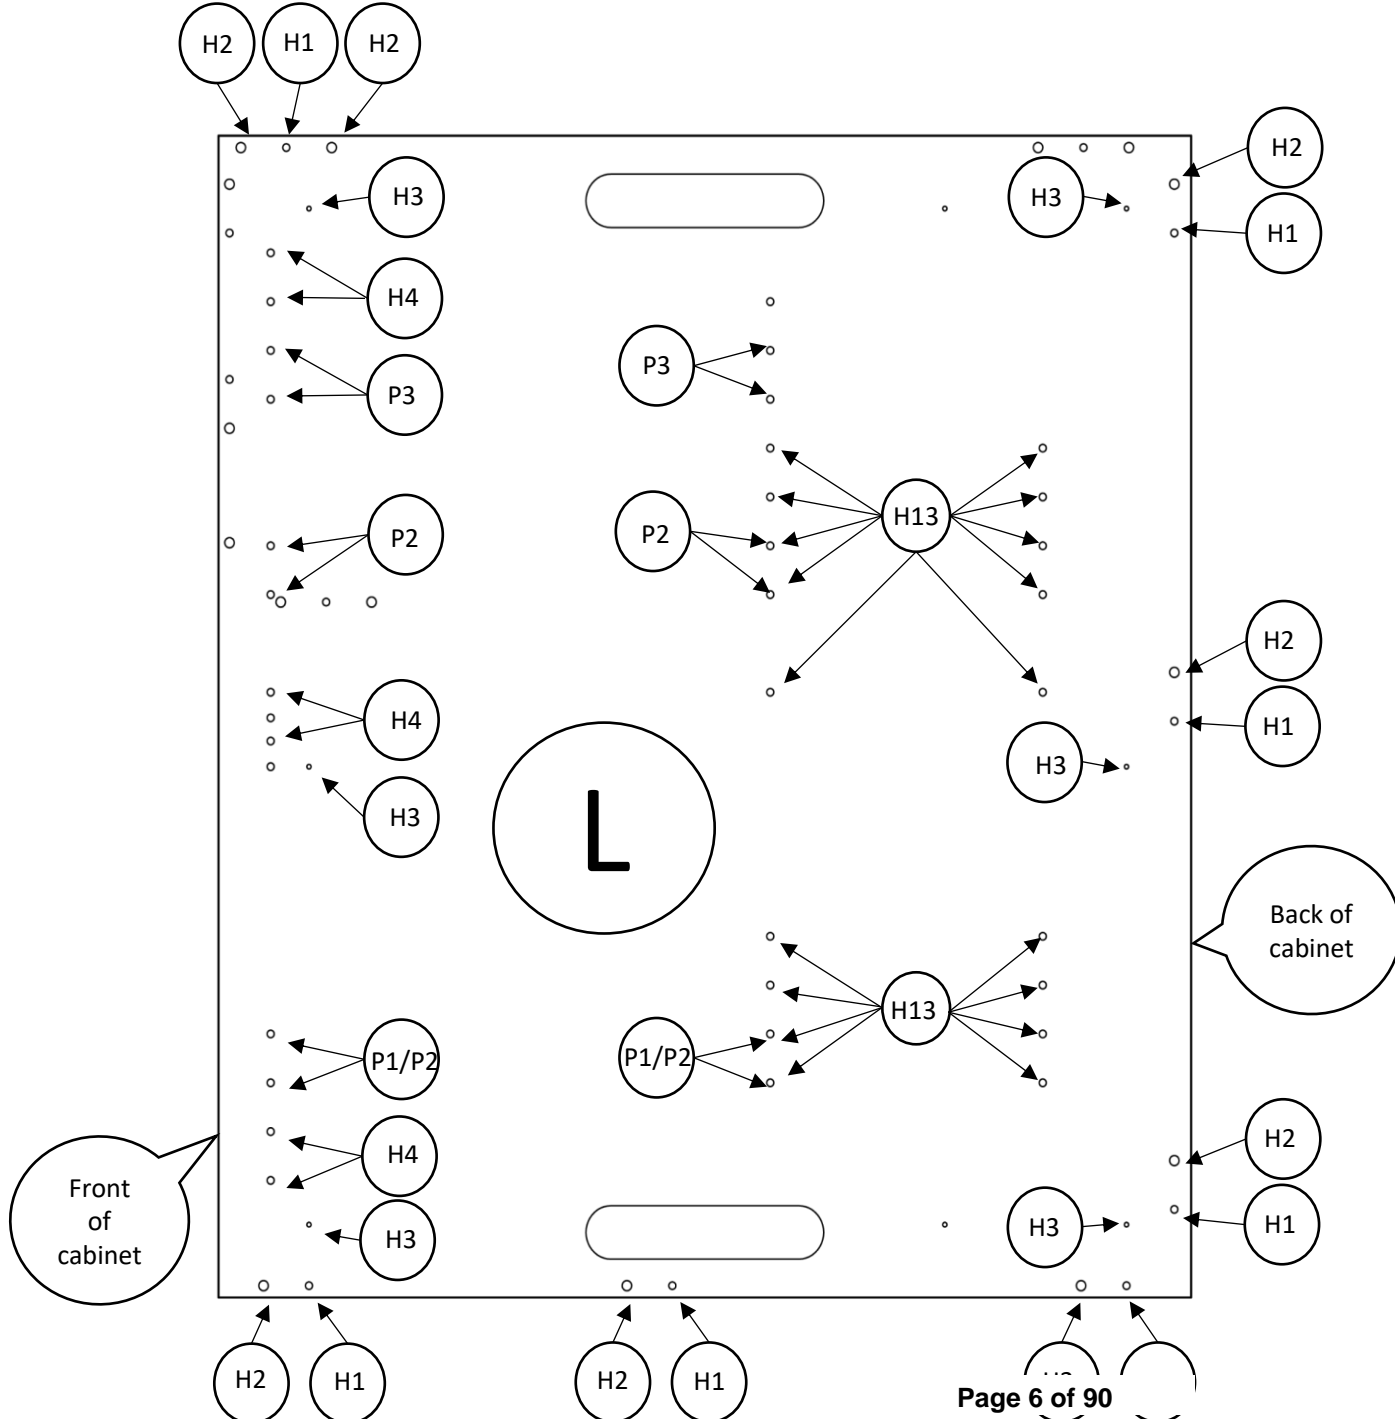 H2 H1 H2
H2
H3
H3
H1
H4
P3
P3
H13
P2
P2
H2
H4
H1
H3
H3
L
Back of
cabinet
H13
P1/P2
P1/P2
H2
H4
Front
of
cabinet
H3
H1
H3
H2
H1
H2
H1
Page 6 of 90